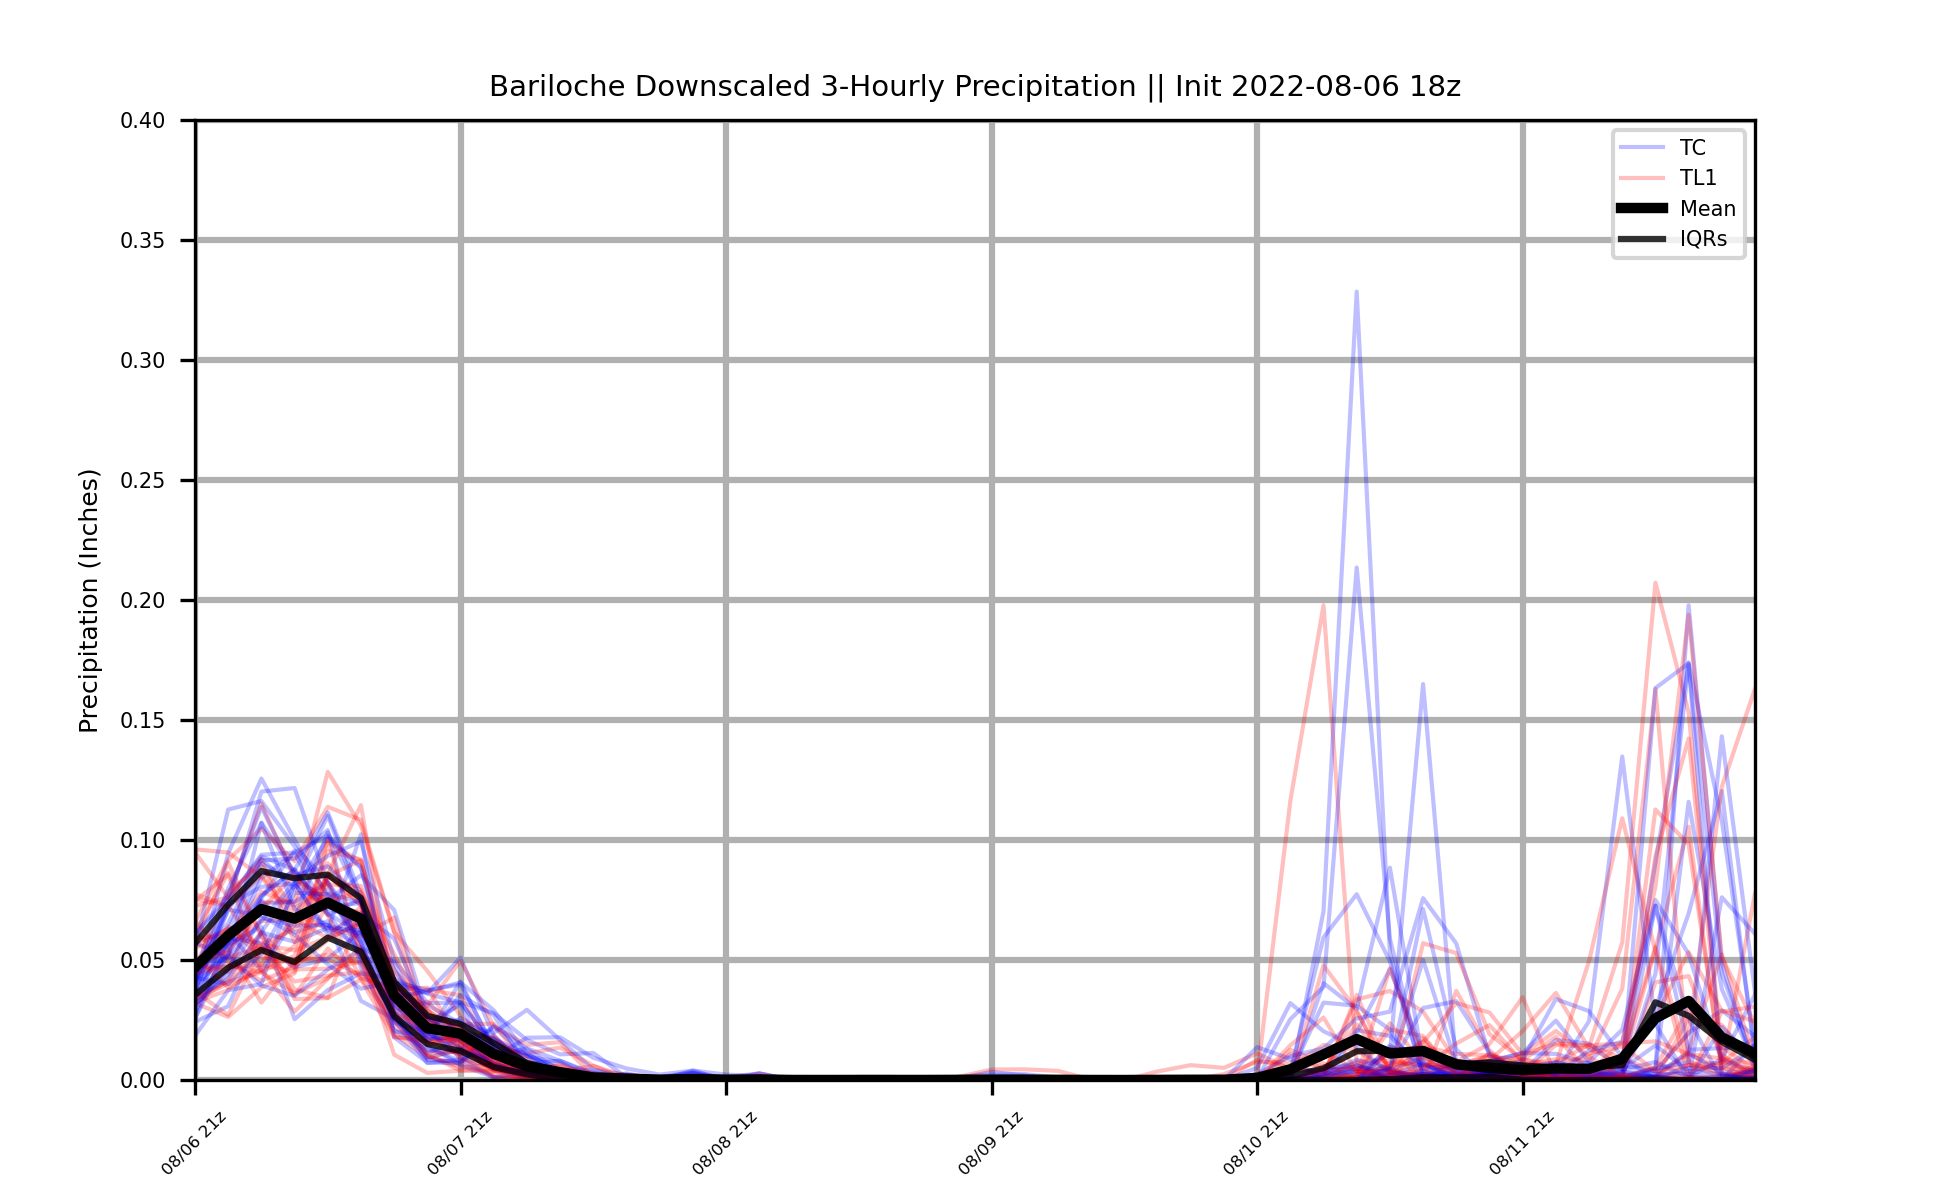 Bariloche Downscaled 3-Hourly Precipitation || Init 2022-08-06 18z
0.40
0.35
0.30
0.25
0.20
0.15
0.10
0.05
0.00
Precipitation (Inches)
TC
TL1
Mean
IQRs
08/06 21z
08/07 21z
08/08 21z
08/09 21z
08/10 21z
08/11 21z